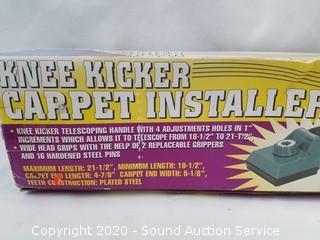 KNEE KICKER
CARPET INSTALLER
• KNEE KICKER TELESCOPING HANDLE WITH 4 ADJUSTMENTS HOLES IN 1"
INCREMENTS WHICH ALLOWS IT TO TELESCOPE FROM 18-1/2" TO 21-1/2"
• WIDE HEAD GRIPS WITH THE HELP OF 2 REPLACEABLE GRIPPERS
AND 16 HARDENED STEEL PINS
MAXIMUM LENGTH: 21-1/2", MINIMUM LENGTH: 18-1/2",
CARPET END LENGTH: 4-7/8" CARPET END WIDTH: 5-1/8",
TEETH CONSTRUCTION: PLATED STEEL
Copyright 2020 - Sound Auction Service